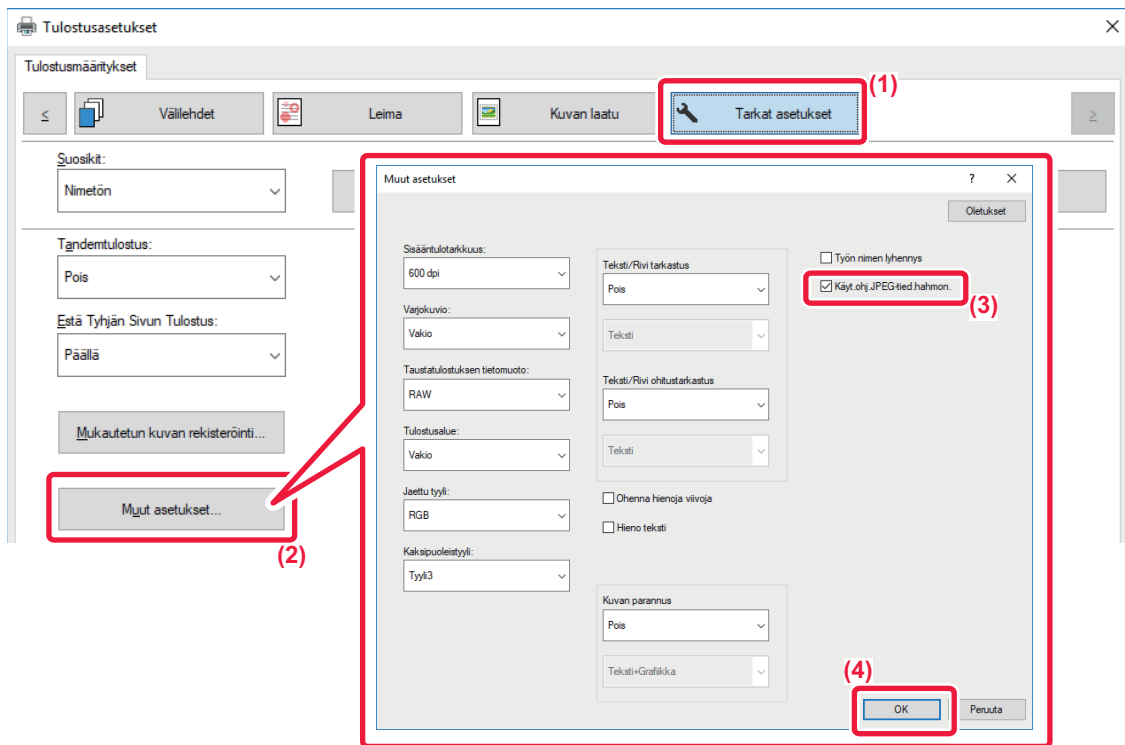 Tulostusasetukset
Tulostusmääritykset
(1)
< Välilehdet Leima Kuvan laatu Tarkat asetukset >
Suosikit:
Nimetön
Tandemtulostus:
Pois
Estä Tyhjän Sivun Tulostus:
Päällä
Mukautetun kuvan rekisteröinti...
Muut asetukset...
(2)
Muut asetukset ?
Oletukset
Sisääntulotarkkuus:
600 dpi
Varjokuvio:
Vakio
Taustatulostuksen tietomuoto:
RAW
Tulostusalue:
Vakio
Jaettu tyyli:
RGB
Kaksipuoleistyyli:
Tyyli3
Teksti/Rivi tarkastus
Pois
Teksti
Teksti/Rivi ohitustarkastus
Pois
Teksti
Ohenna hienoja viivoja
Hieno teksti
Kuvan parannus
Pois
Teksti+Grafiikka
Työn nimen lyhennys
Käyt.ohj.JPEG-tied.hahmon.
(3)
(4)
OK Peruuta